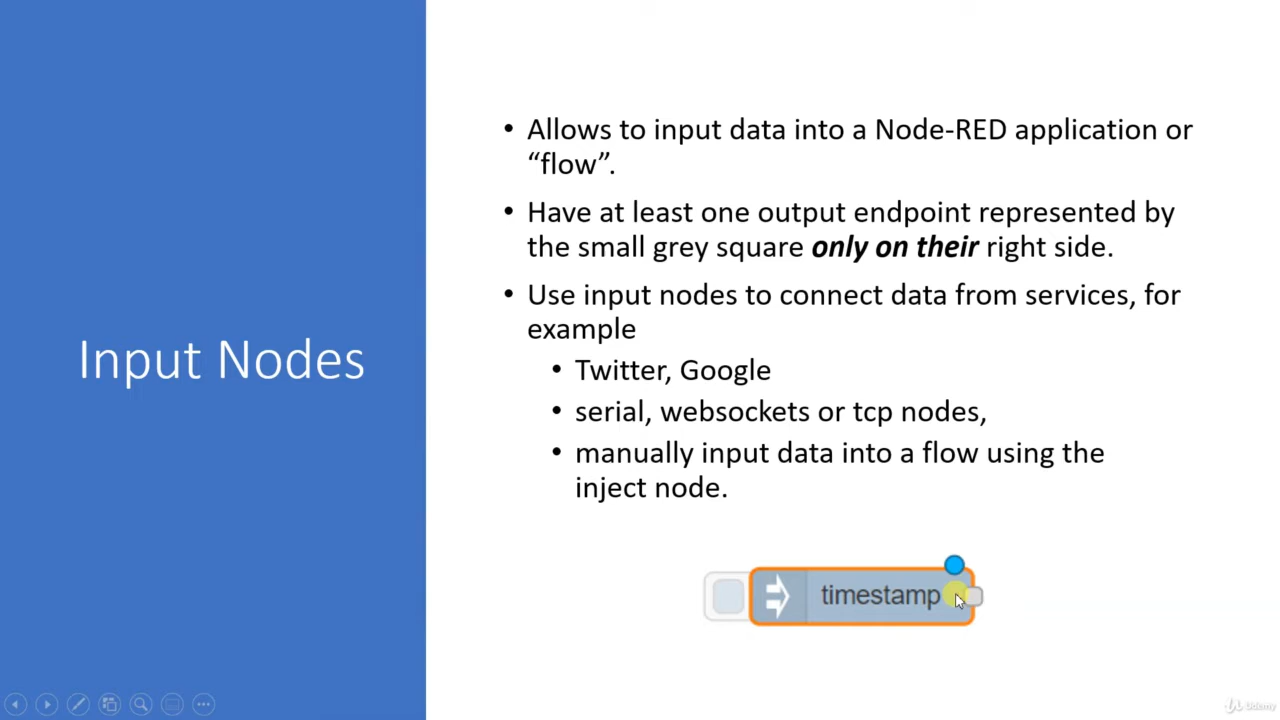 Input Nodes
• Allows to input data into a Node-RED application or
“flow”.
• Have at least one output endpoint represented by
the small grey square only on their right side.
• Use input nodes to connect data from services, for
example
• Twitter, Google
• serial, websockets or tcp nodes,
• manually input data into a flow using the
inject node.
timestamp
Udemy